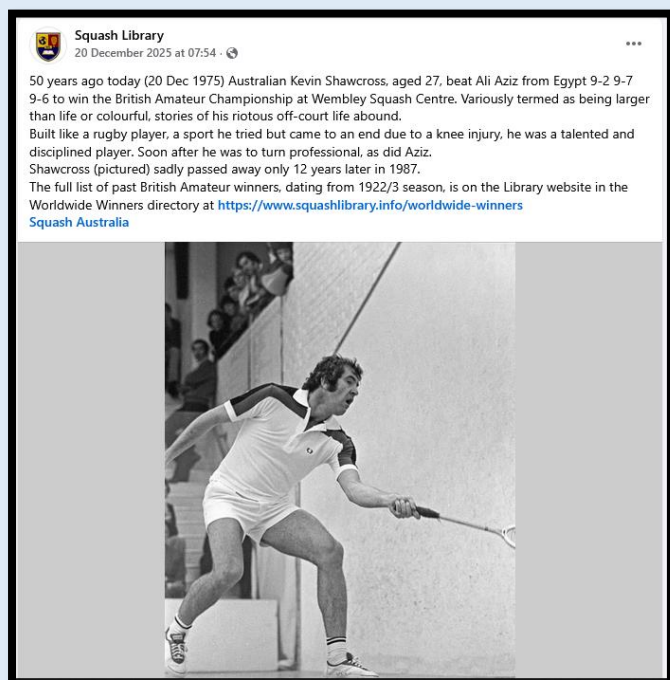 Squash Library
20 December 2025 at 07:54 ·
50 years ago today (20 Dec 1975) Australian Kevin Shawcross, aged 27, beat Ali Aziz from Egypt 9-2 9-7
9-6 to win the British Amateur Championship at Wembley Squash Centre. Variously termed as being larger
than life or colourful, stories of his riotous off-court life abound.
Built like a rugby player, a sport he tried but came to an end due to a knee injury, he was a talented and
disciplined player. Soon after he was to turn professional, as did Aziz.
Shawcross (pictured) sadly passed away only 12 years later in 1987.
The full list of past British Amateur winners, dating from 1922/3 season, is on the Library website in the
Worldwide Winners directory at https://www.squashlibrary.info/worldwide-winners
Squash Australia